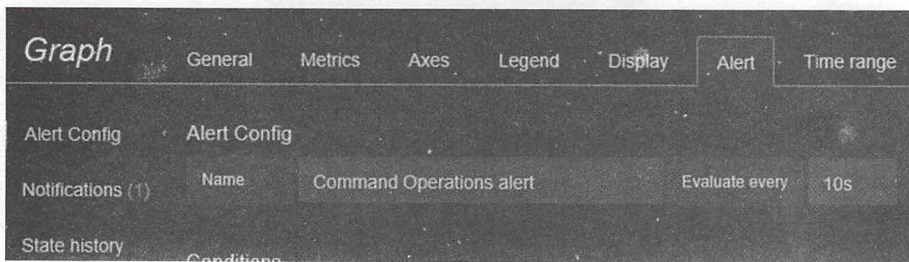 Graph General Metrics Axes Legend Display Alert Time range
Alert Config
Notifications (1)
State history
Alert Config
Name Command Operations alert Evaluate every 10s
Conditions